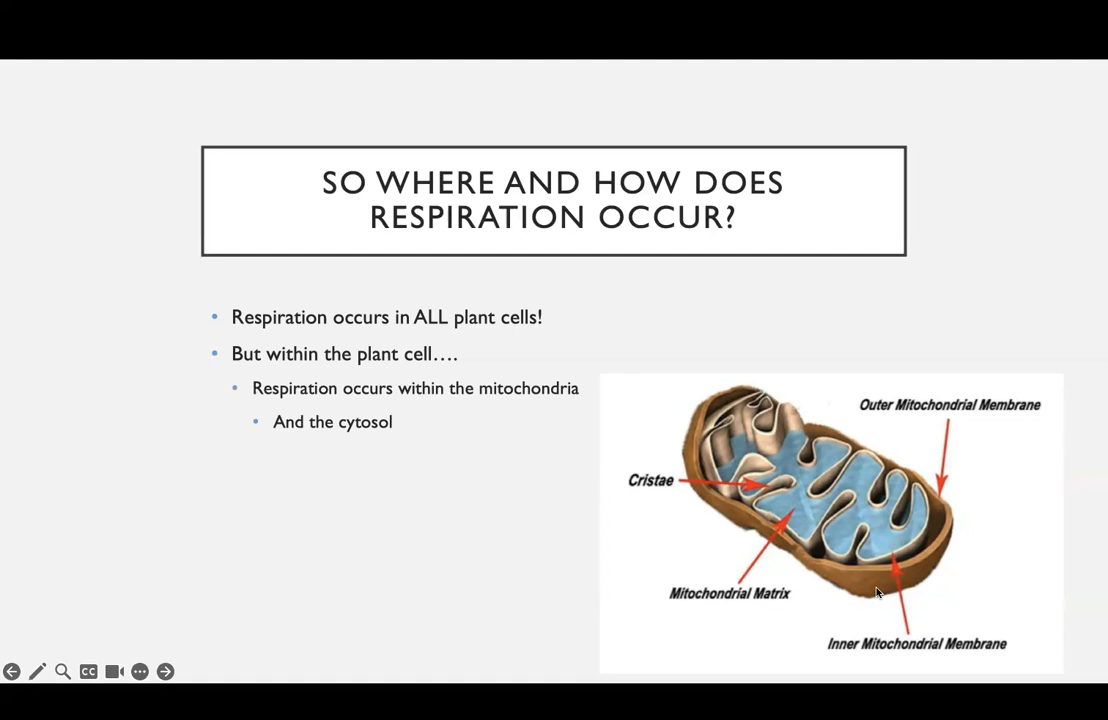 SO WHERE AND HOW DOES
RESPIRATION OCCUR?
Respiration occurs in ALL plant cells!
But within the plant cell….
Respiration occurs within the mitochondria
And the cytosol
Outer Mitochondrial Membrane
Cristae
Mitochondrial Matrix
Inner Mitochondrial Membrane
CC